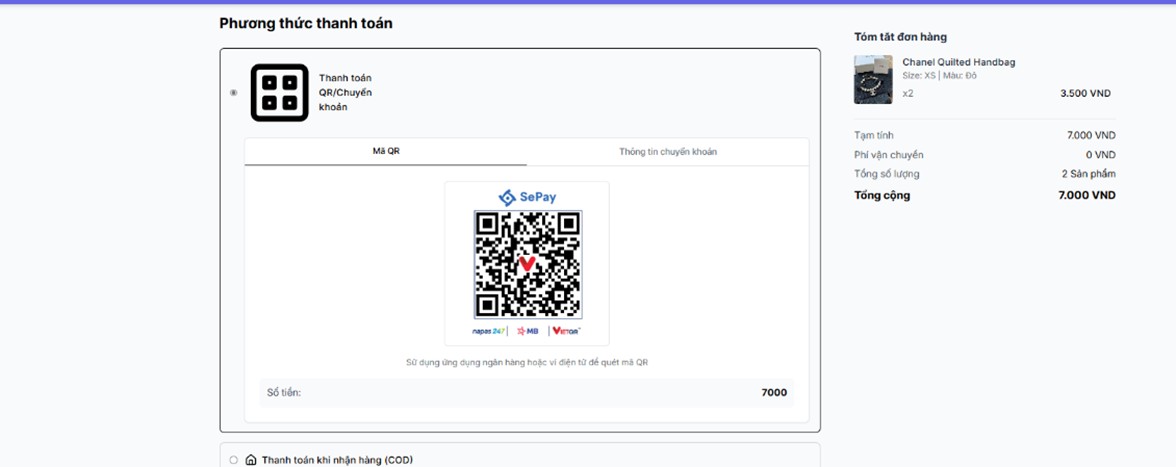 Phương thức thanh toán
Thanh toán
QR/Chuyển
khoản
Mã QR
Thông tin chuyển khoản
SePay
napas 247 | MB | VIETQR
Sử dụng ứng dụng ngân hàng hoặc ví điện tử để quét mã QR
Số tiền: 7000
Thanh toán khi nhận hàng (COD)
Tóm tắt đơn hàng
Chanel Quilted Handbag
Size: XS | Màu: Đỏ
x2 3.500 VND
Tạm tính 7.000 VND
Phí vận chuyển 0 VND
Tổng số lượng 2 Sản phẩm
Tổng cộng 7.000 VND